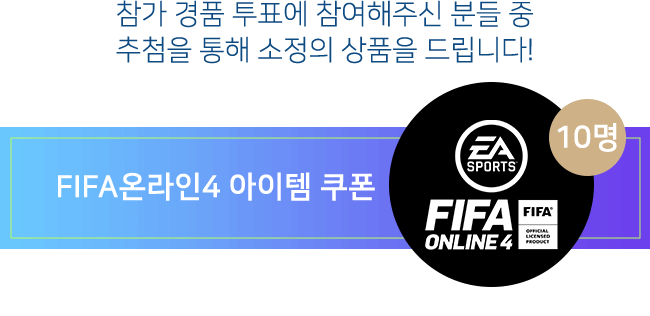 참가 경품 투표에 참여해주신 분들 중
추첨을 통해 소정의 상품을 드립니다!
10명
FIFA온라인4 아이템 쿠폰
EA
SPORTS
FIFA
ONLINE 4
FIFA®
OFFICIAL
LICENSED
PRODUCT